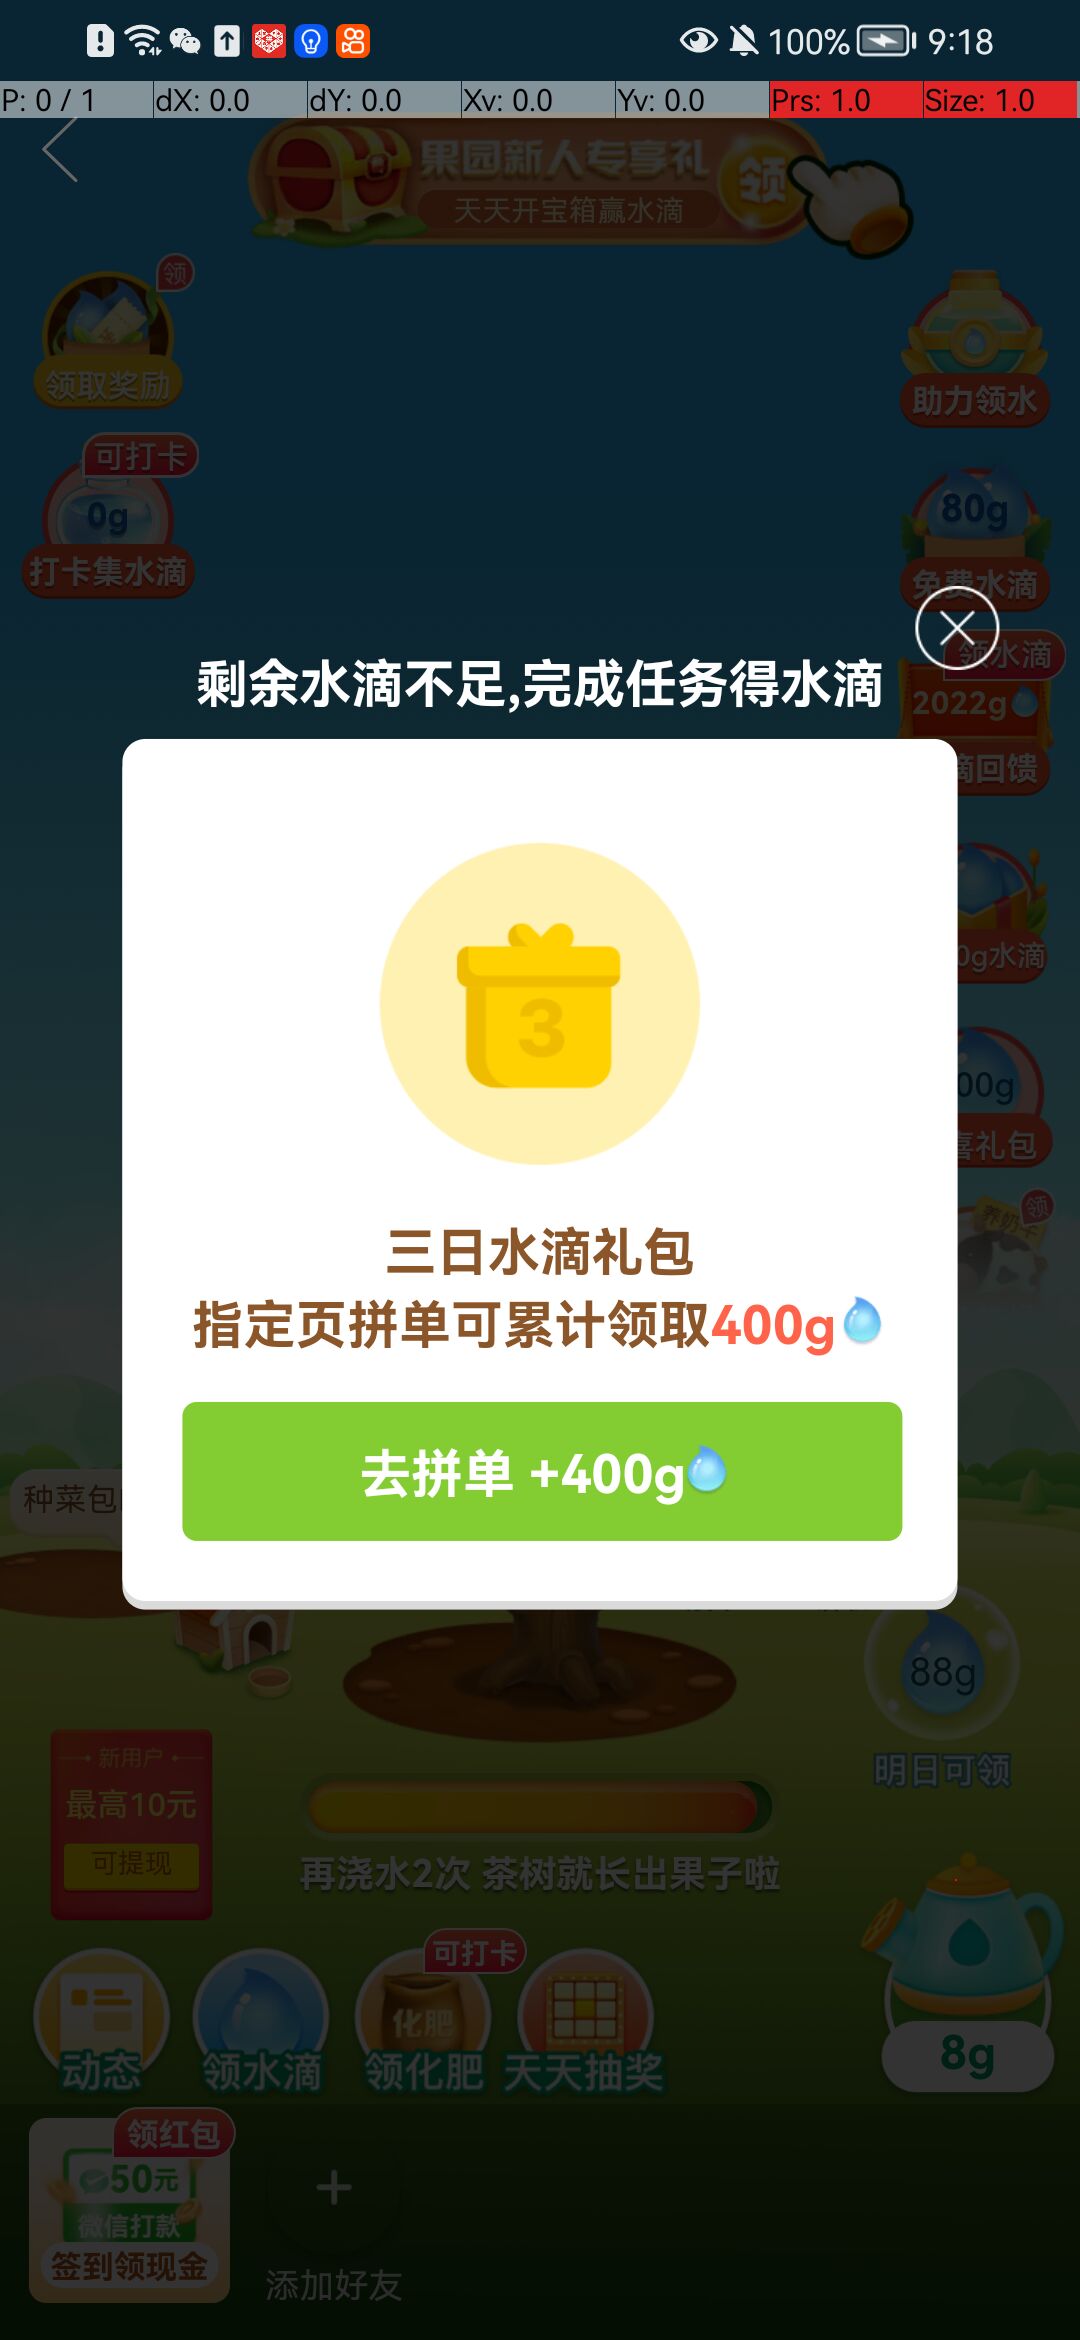 100% 9:18
P: 0 / 1 dX: 0.0 dY: 0.0 Xv: 0.0 Yv: 0.0 Prs: 1.0 Size: 1.0
果园新人专享礼
领
天天开宝箱赢水滴
领
领取奖励
助力领水
可打卡
0g
打卡集水滴
80g
免费水滴
领水滴
2022g
滴回馈
剩余水滴不足,完成任务得水滴
3
0g水滴
00g
喜礼包
领
三日水滴礼包
指定页拼单可累计领取400g
去拼单 +400g
种菜包
88g
明日可领
新用户
最高10元
可提现
再浇水2次 茶树就长出果子啦
可打卡
化肥
动态
领水滴
领化肥
天天抽奖
8g
领红包
50元
微信打款
签到领现金
添加好友